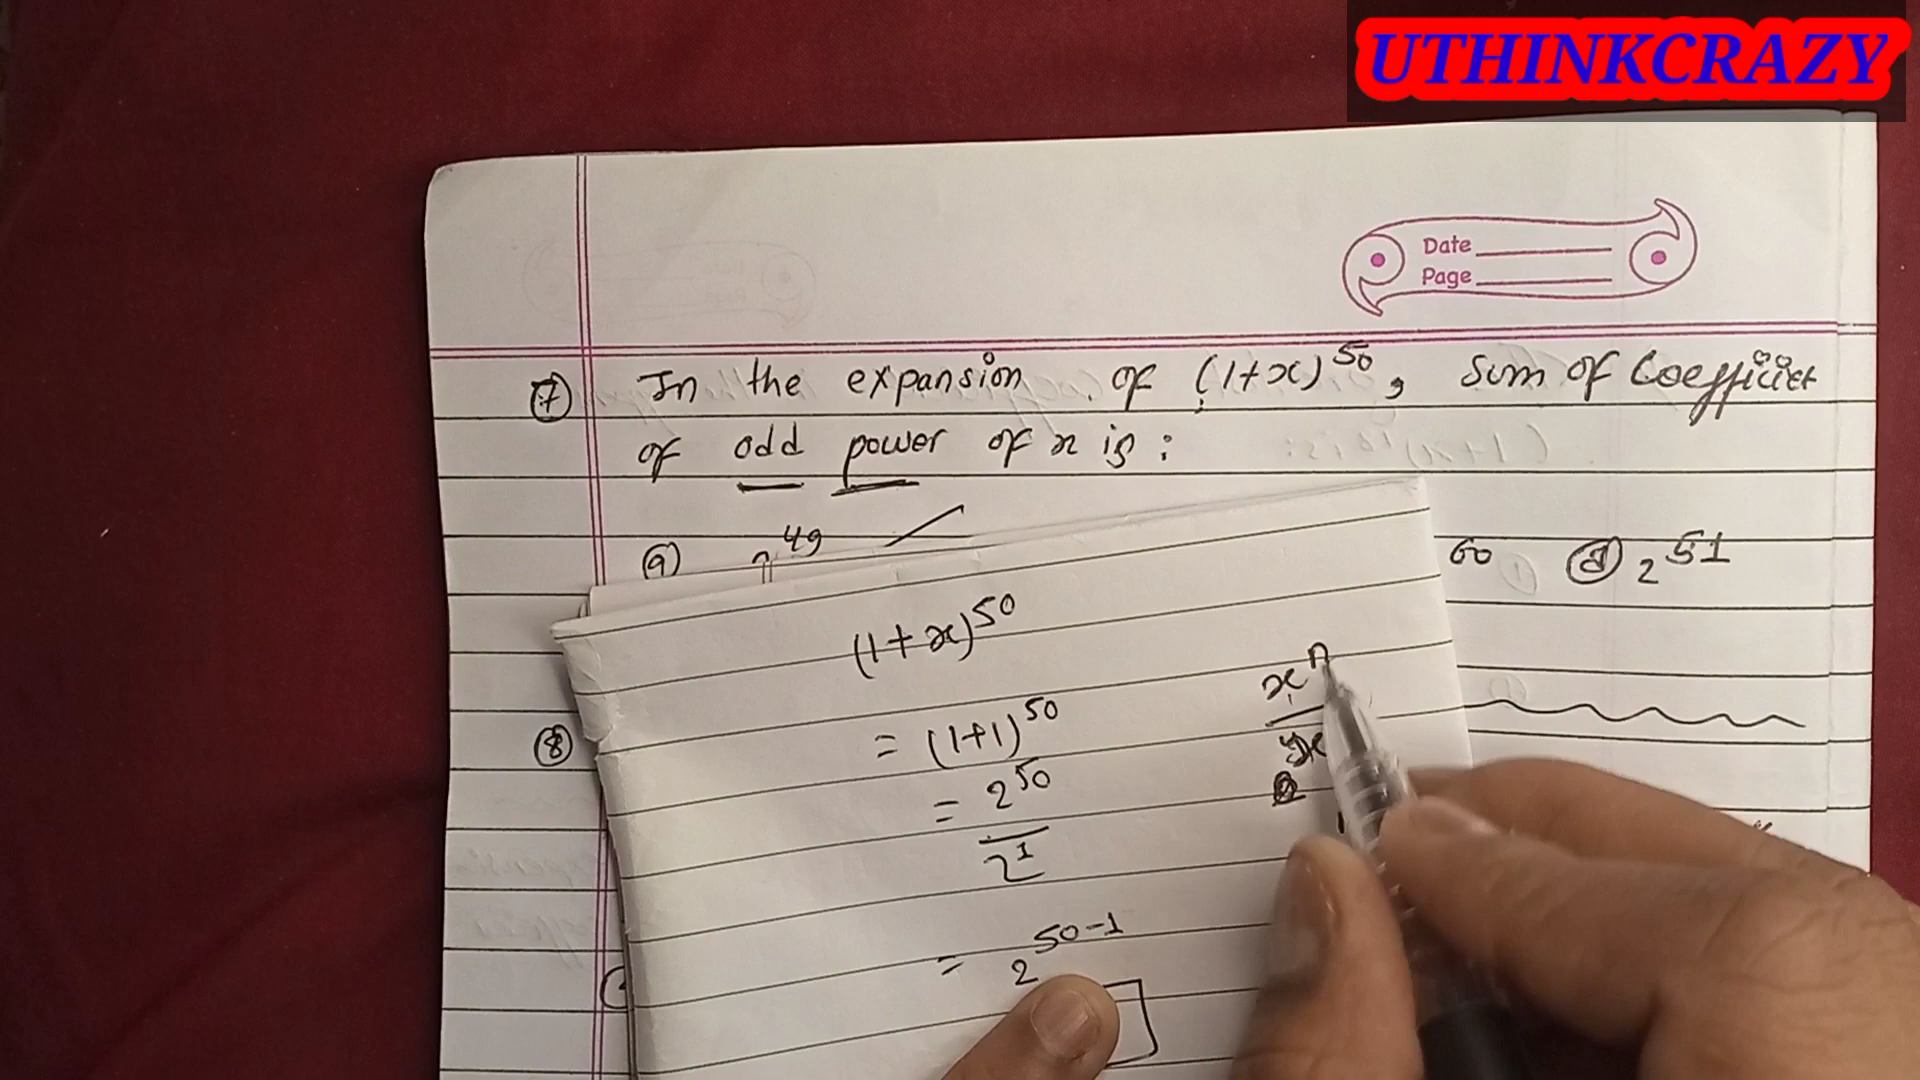 UTHINKCRAZY
Date
Page
7 In the expansion of (1+x)^50, sum of Coefficiet
of odd power of x is:
(a) 2^49
60 (d) 2^51
(1+x)^50
= (1+1)^50
= 2^50
2^1
= 2^50-1
x^n
8